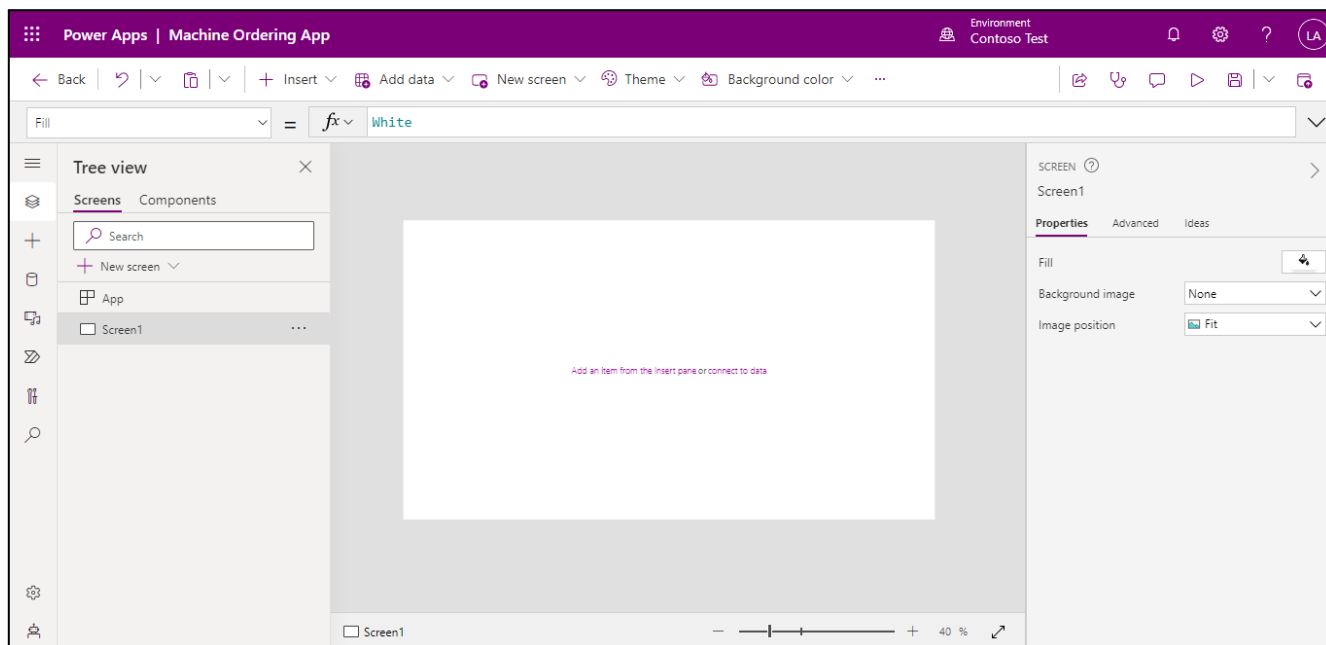 Power Apps | Machine Ordering App
Environment
Contoso Test
LA
Back
Insert
Add data
New screen
Theme
Background color
...
Fill
=
fx
White
Tree view
Screens
Components
Search
New screen
App
Screen1
...
Add an item from the Insert pane or connect to data
SCREEN
Screen1
Properties
Advanced
Ideas
Fill
Background image
None
Image position
Fit
Screen1
40 %